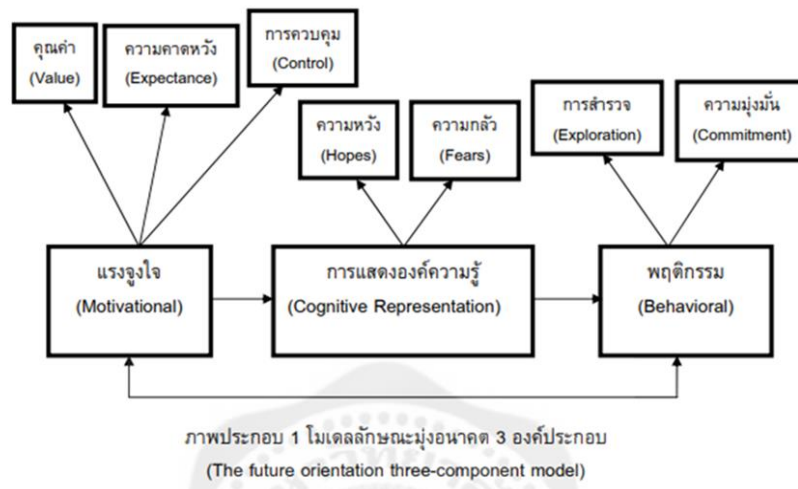 คุณค่า
(Value)
ความคาดหวัง
(Expectance)
การควบคุม
(Control)
ความหวัง
(Hopes)
ความกลัว
(Fears)
การสำรวจ
(Exploration)
ความมุ่งมั่น
(Commitment)
แรงจูงใจ
(Motivational)
การแสดงองค์ความรู้
(Cognitive Representation)
พฤติกรรม
(Behavioral)
ภาพประกอบ 1 โมเดลลักษณะมุ่งอนาคต 3 องค์ประกอบ
(The future orientation three-component model)